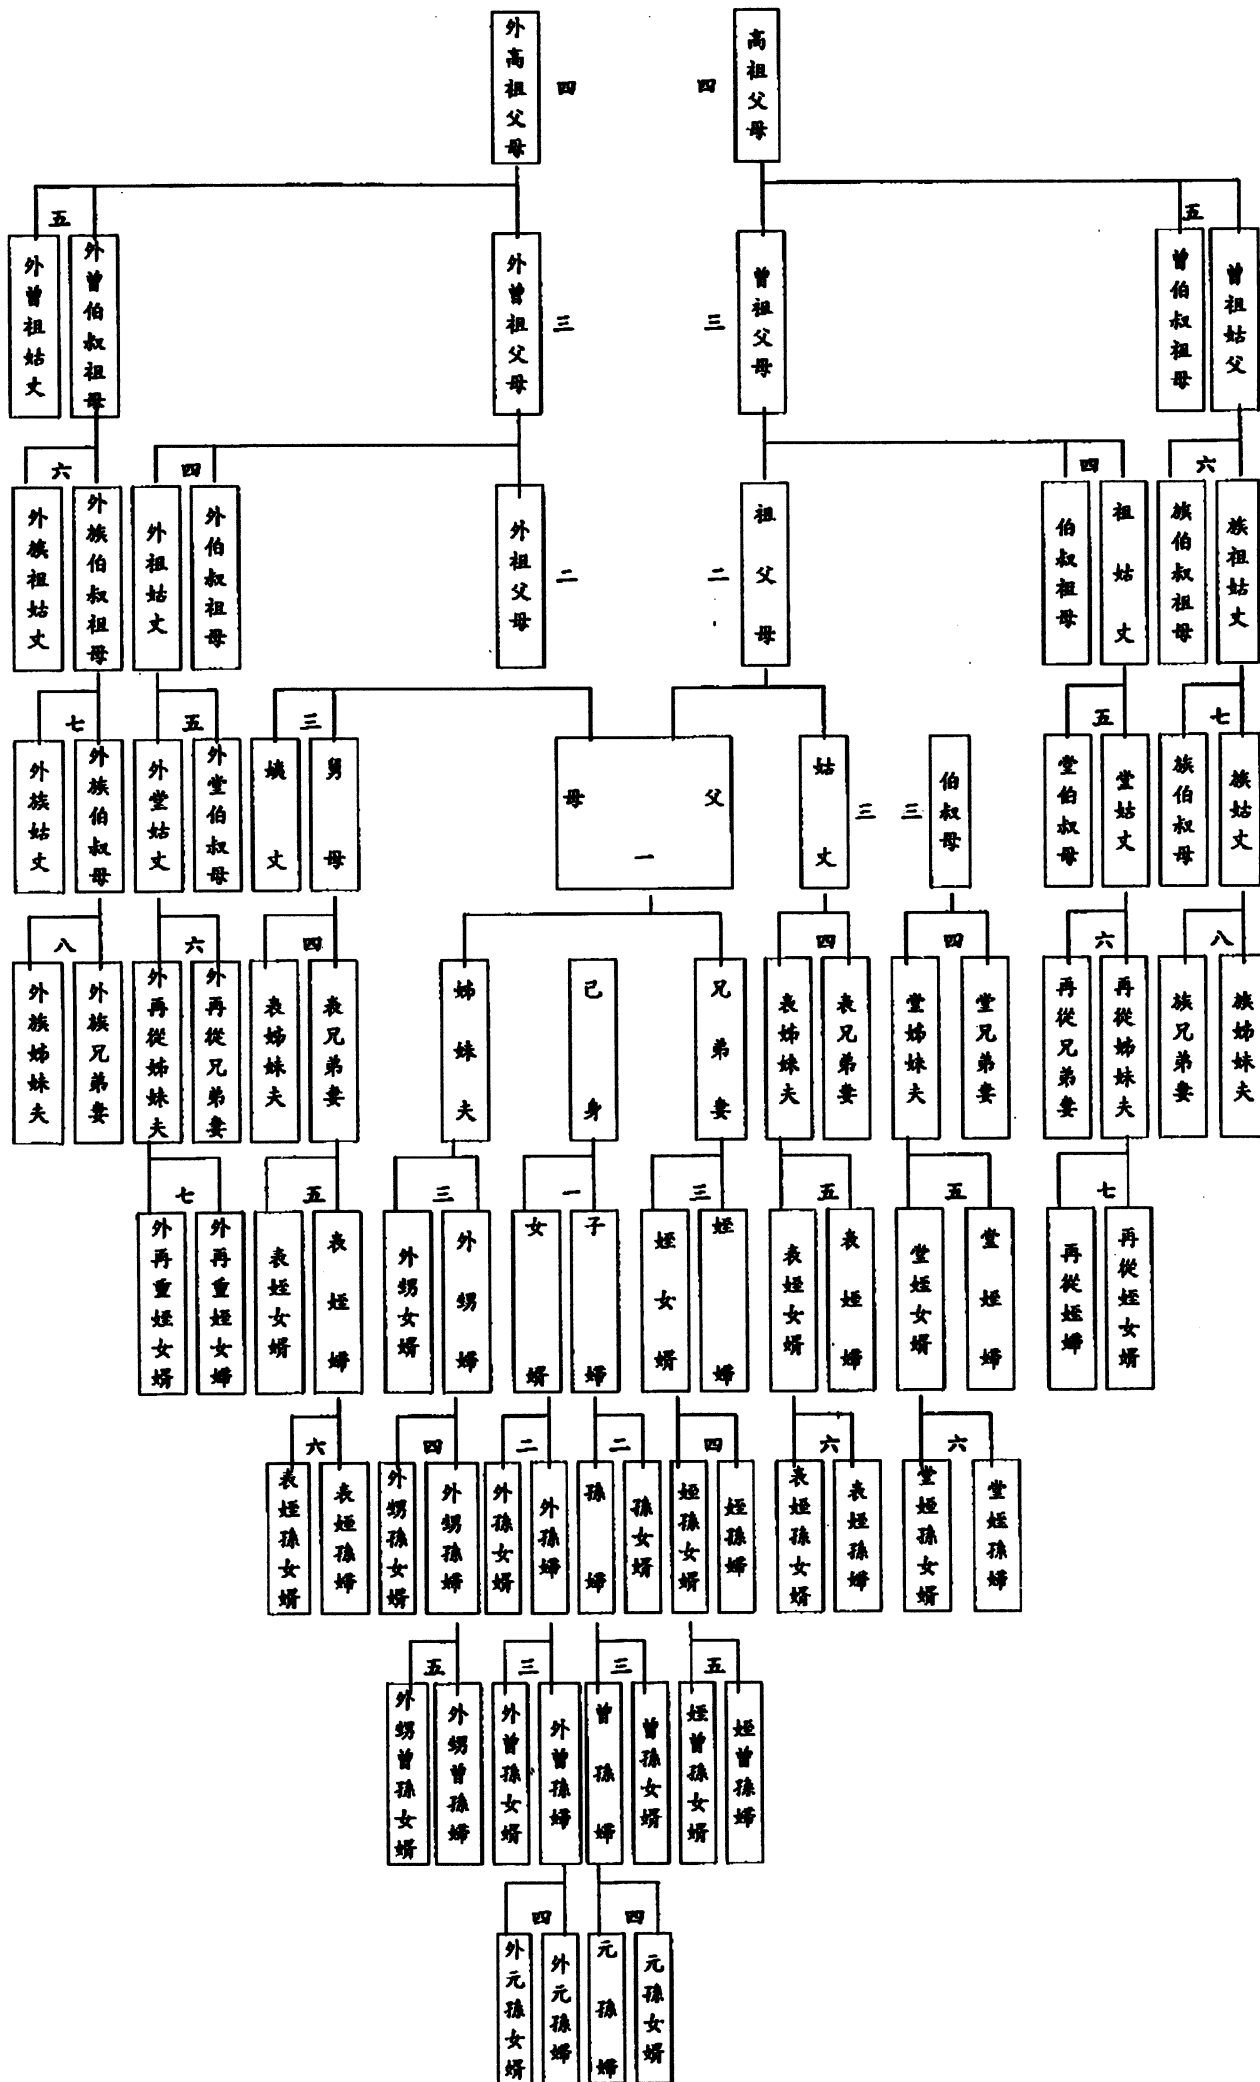 高祖父母
四
四
外高祖父母
曾祖姑父
五
曾伯叔祖母
曾祖父母
三
三
外曾祖父母
外曾伯叔祖母
五
外曾祖姑丈
族祖姑丈
六
族伯叔祖母
祖姑丈
四
伯叔祖母
祖父母
二
二
外祖父母
外伯叔祖母
四
外祖姑丈
外族伯叔祖母
六
外族祖姑丈
族姑丈
七
族伯叔母
堂姑丈
五
堂伯叔母
伯叔母
三
三
姑丈
父
一
母
舅母
三
姨丈
外堂伯叔母
五
外堂姑丈
外族伯叔母
七
外族姑丈
族姊妹夫
八
族兄弟妻
再從姊妹夫
六
再從兄弟妻
堂兄弟妻
四
堂姊妹夫
表兄弟妻
四
表姊妹夫
兄弟妻
己身
姊妹夫
表兄弟妻
四
表姊妹夫
外再從兄弟妻
六
外再從姊妹夫
外族兄弟妻
八
外族姊妹夫
再從姪女婿
七
再從姪婦
堂姪婦
五
堂姪女婿
表姪婦
五
表姪女婿
姪婦
三
姪女婿
子婦
一
女婿
外甥婦
三
外甥女婿
表姪婦
五
表姪女婿
外再重姪女婦
七
外再重姪女婿
堂姪孫婦
六
堂姪孫女婿
表姪孫婦
六
表姪孫女婿
姪孫婦
四
姪孫女婿
孫女婿
二
孫婦
外孫婦
二
外孫女婿
外甥孫婦
四
外甥孫女婿
表姪孫婦
六
表姪孫女婿
姪曾孫婦
五
姪曾孫女婿
曾孫女婿
三
曾孫婦
外曾孫婦
三
外曾孫女婿
外甥曾孫婦
五
外甥曾孫女婿
元孫女婿
四
元孫婦
外元孫婦
四
外元孫女婿